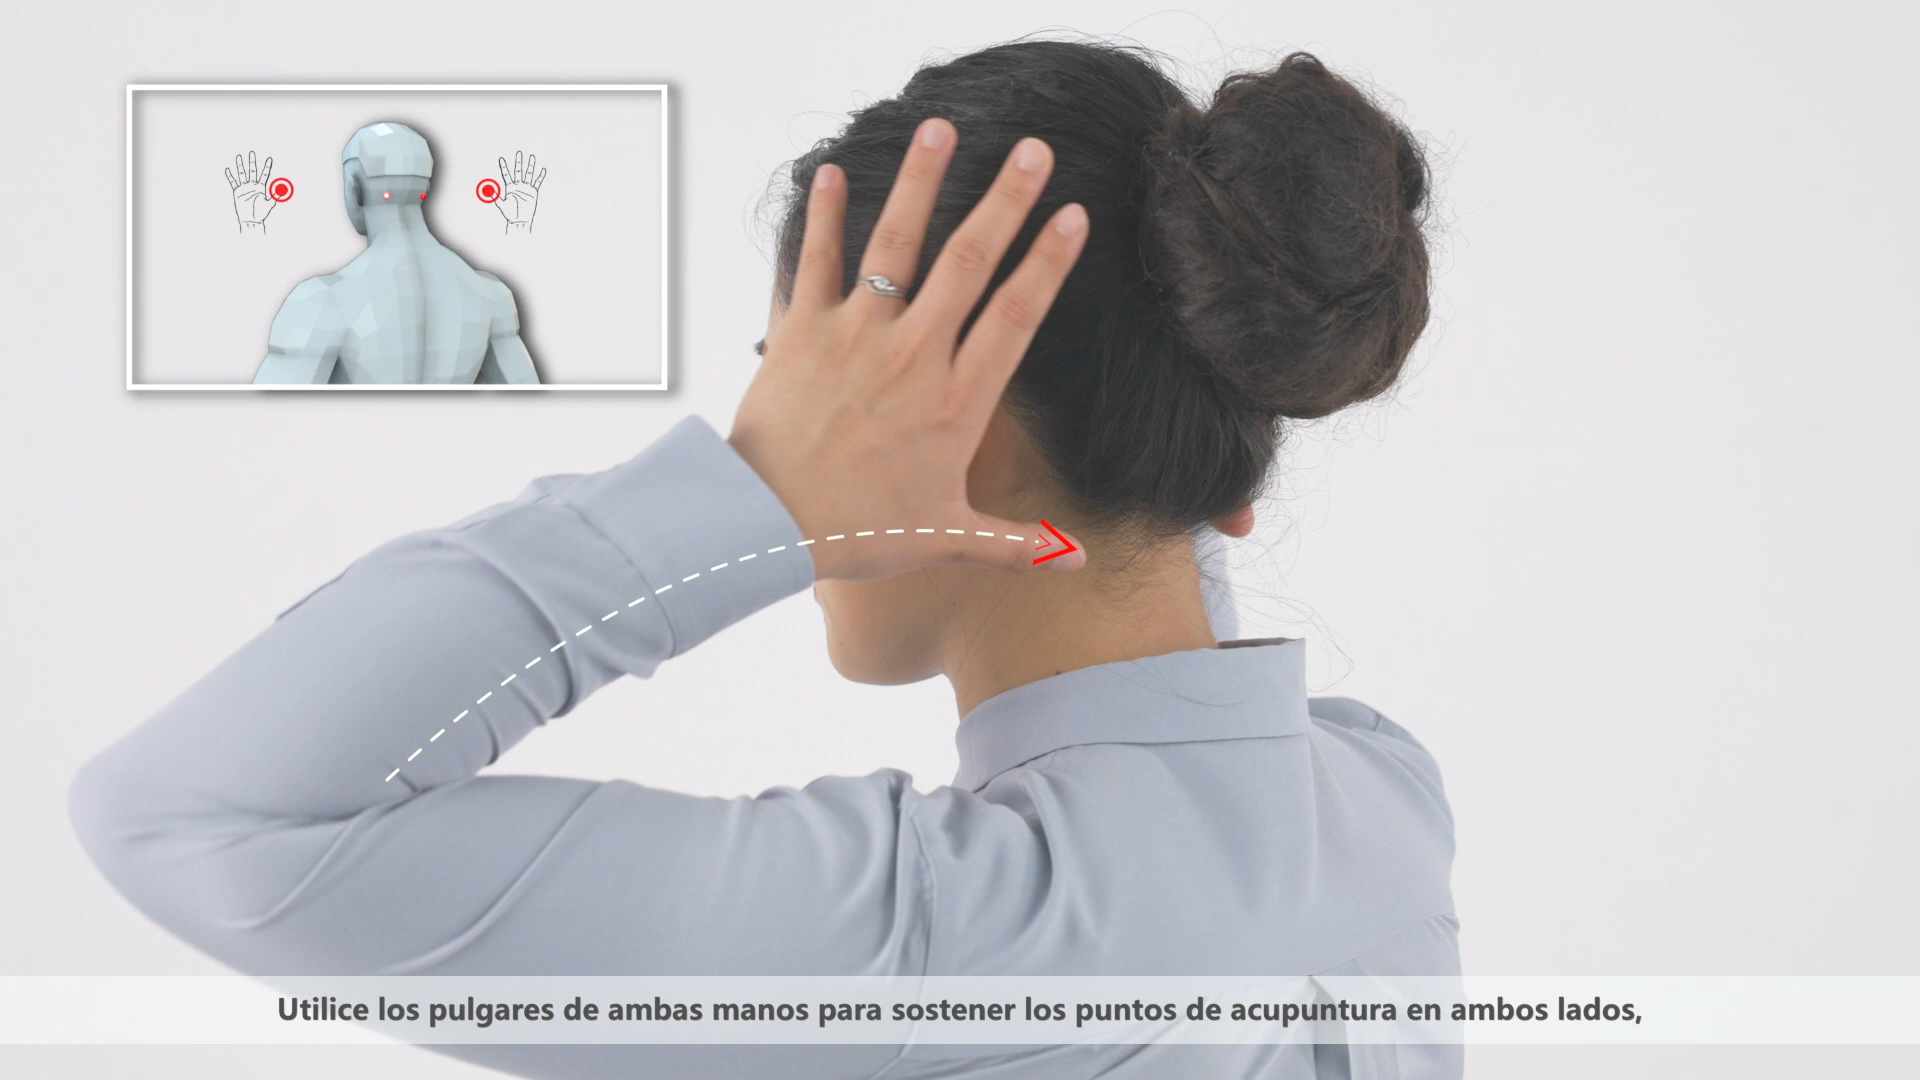 Utilice los pulgares de ambas manos para sostener los puntos de acupuntura en ambos lados,